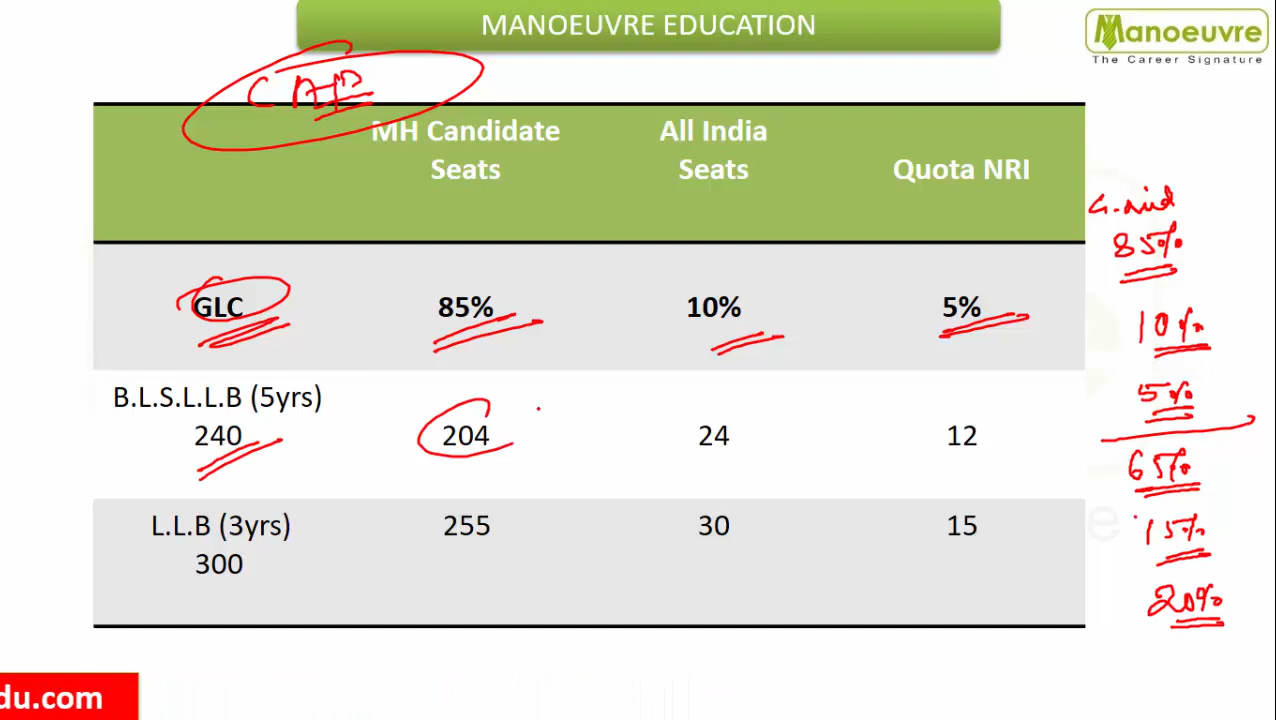 MANOEUVRE EDUCATION
Manoeuvre
The Career Signature
CAP
MH Candidate Seats
All India Seats
Quota NRI
G. aid
85%
GLC 85% 10% 5%
10%
B.L.S.L.L.B (5yrs)
240 204 24 12
5%
65%
L.L.B (3yrs)
300 255 30 15
15%
20%
du.com